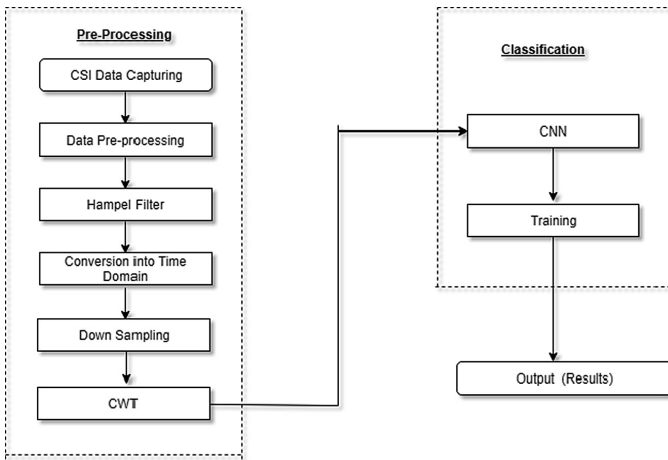 Pre-Processing
CSI Data Capturing
Data Pre-processing
Hampel Filter
Conversion into Time
Domain
Down Sampling
CWT
Classification
CNN
Training
Output (Results)